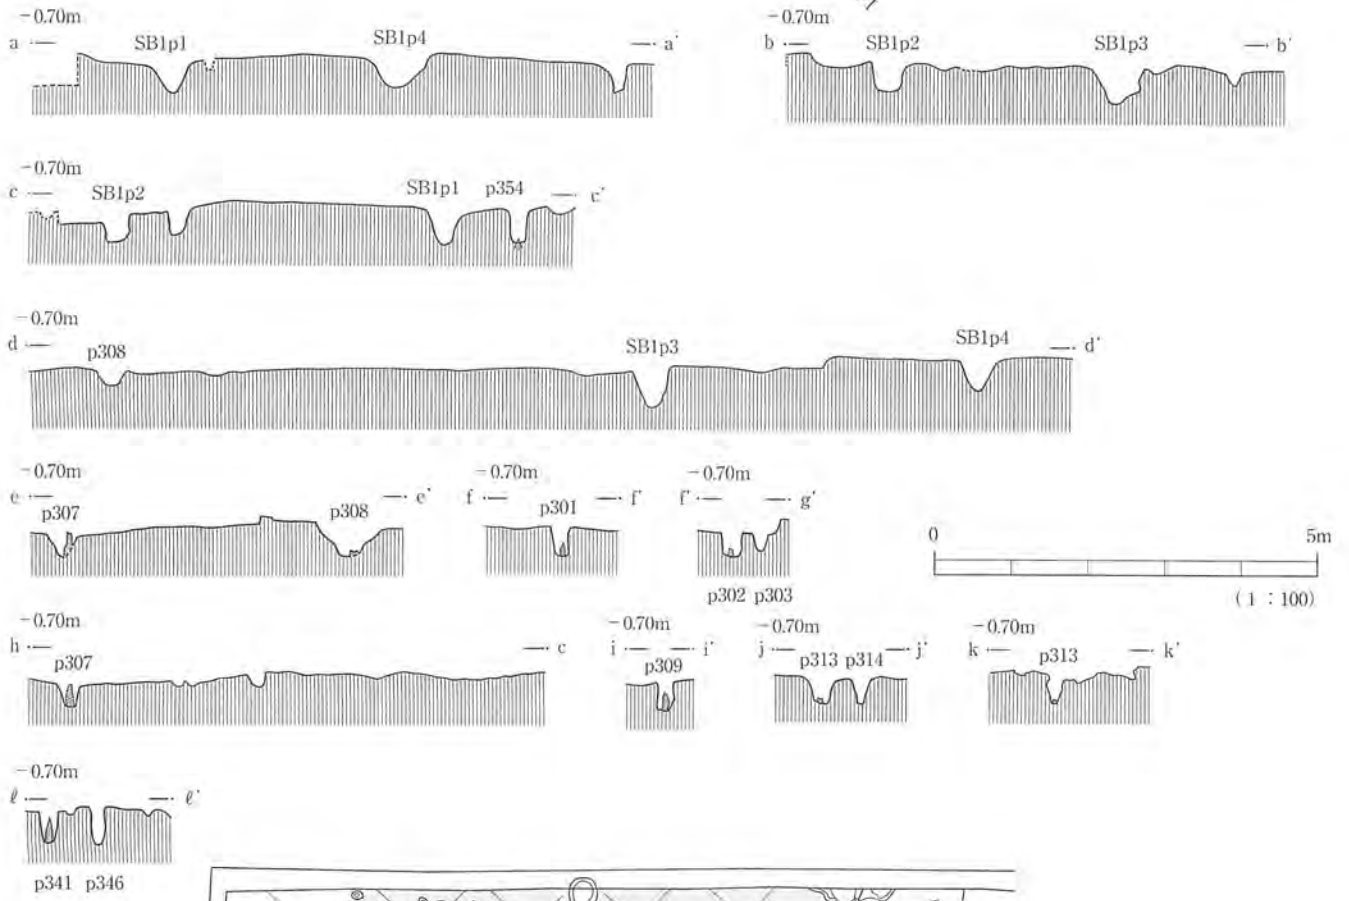 −0.70m
a SB1p1 SB1p4 a′
−0.70m
b SB1p2 SB1p3 b′
−0.70m
c SB1p2 SB1p1 p354 c′
−0.70m
d p308 SB1p3 SB1p4 d′
−0.70m
e p307 p308 e′
−0.70m
f p301 f′
−0.70m
f′ g′
p302 p303
0 5m
(1:100)
−0.70m
h p307 c
−0.70m
i p309 i′
−0.70m
j p313 p314 j′
−0.70m
k p313 k′
−0.70m
ℓ ℓ′
p341 p346